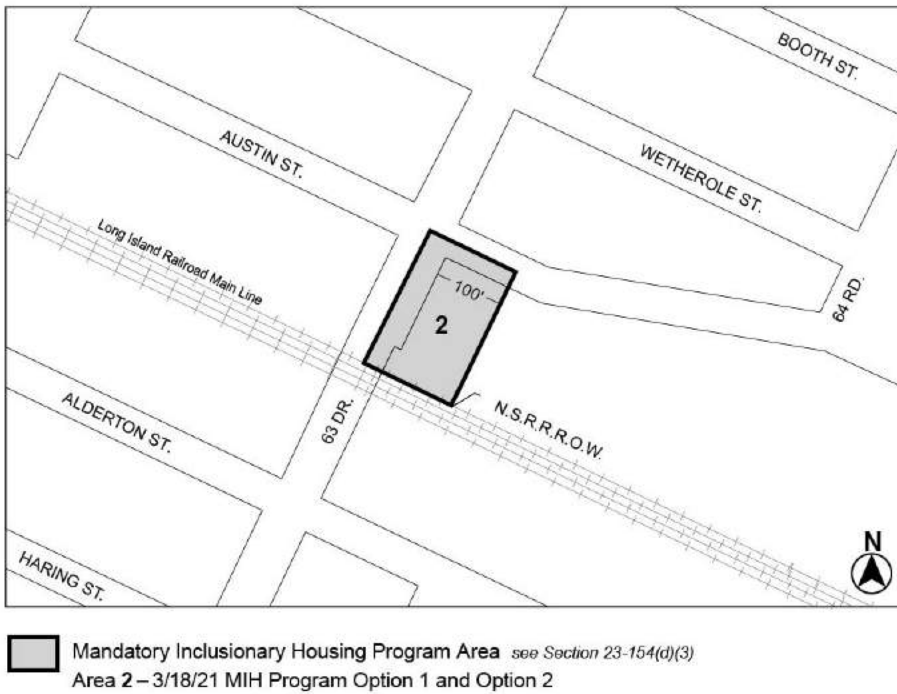 BOOTH ST.
AUSTIN ST.
WETHEROLE ST.
Long Island Railroad Main Line
64 RD.
100'
2
N.S.R.R.R.O.W.
63 DR.
ALDERTON ST.
HARING ST.
N
Mandatory Inclusionary Housing Program Area see Section 23-154(d)(3)
Area 2 – 3/18/21 MIH Program Option 1 and Option 2